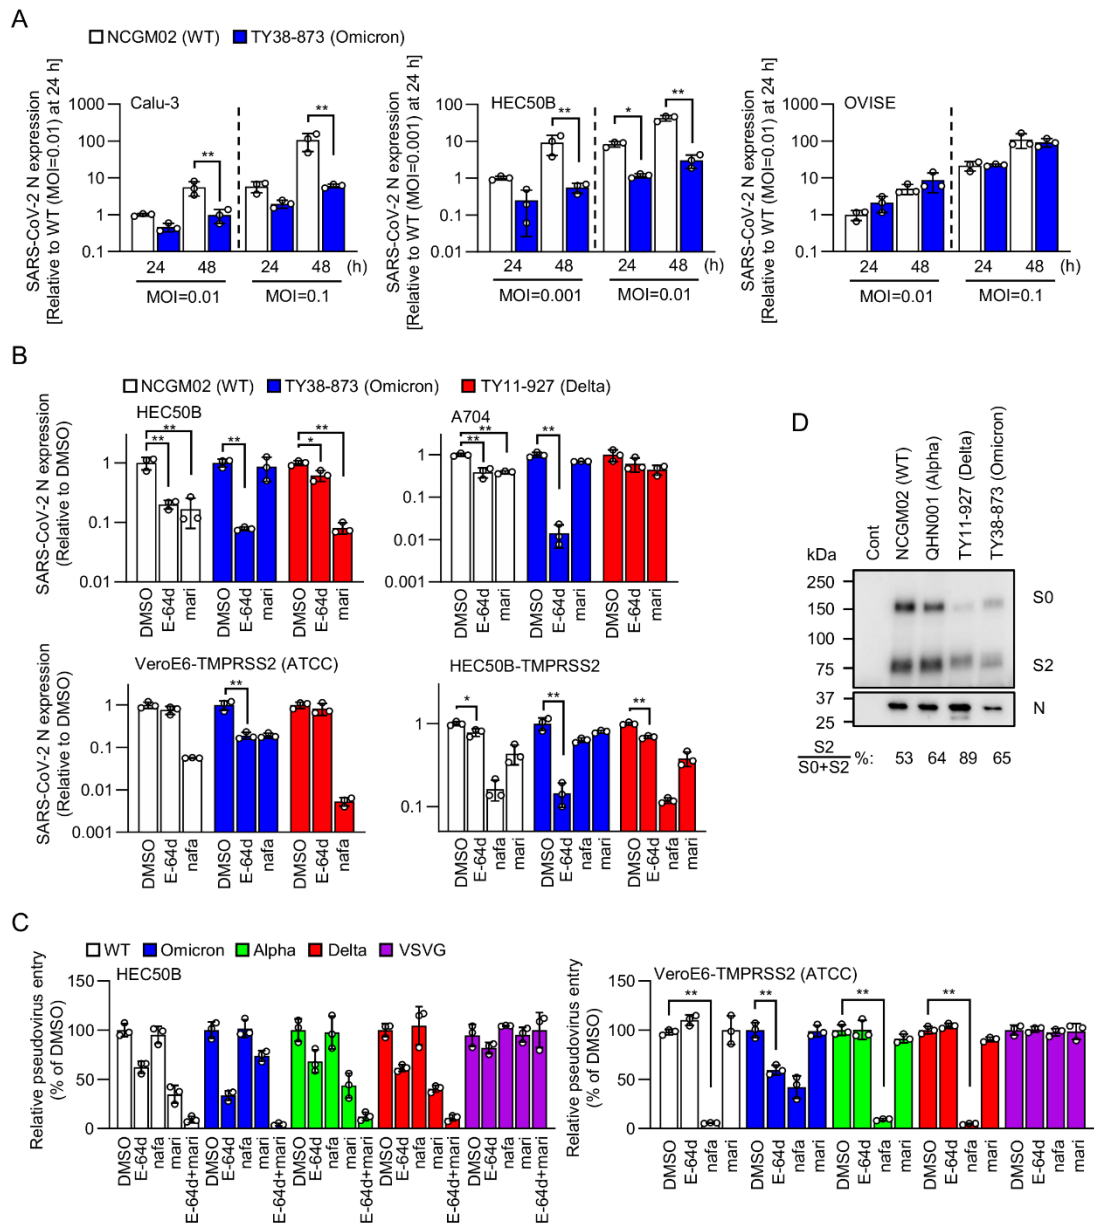 A
NCGM02 (WT) TY38-873 (Omicron)
SARS-CoV-2 N expression
[Relative to WT (MOI=0.01) at 24 h]
Calu-3
1000
100
10
1
0.1
** **
24 48 24 48 (h)
MOI=0.01 MOI=0.1
SARS-CoV-2 N expression
[Relative to WT (MOI=0.001) at 24 h]
HEC50B
100
10
1
0.1
0.01
** * **
24 48 24 48 (h)
MOI=0.001 MOI=0.01
SARS-CoV-2 N expression
[Relative to WT (MOI=0.01) at 24 h]
OVISE
1000
100
10
1
0.1
24 48 24 48 (h)
MOI=0.01 MOI=0.1
B
NCGM02 (WT) TY38-873 (Omicron) TY11-927 (Delta)
SARS-CoV-2 N expression
(Relative to DMSO)
HEC50B
1
0.1
0.01
** ** ** * **
DMSO E-64d mari DMSO E-64d mari DMSO E-64d mari
A704
1
0.1
0.01
0.001
** ** **
DMSO E-64d mari DMSO E-64d mari DMSO E-64d mari
SARS-CoV-2 N expression
(Relative to DMSO)
VeroE6-TMPRSS2 (ATCC)
1
0.1
0.01
0.001
**
DMSO E-64d nafa DMSO E-64d nafa DMSO E-64d nafa
HEC50B-TMPRSS2
1
0.1
* ** **
DMSO E-64d nafa mari DMSO E-64d nafa mari DMSO E-64d nafa mari
D
kDa Cont NCGM02 (WT) QHN001 (Alpha) TY11-927 (Delta) TY38-873 (Omicron)
250
150 S0
100
75 S2
37 N
25
S2
S0+S2 %: 53 64 89 65
C
WT Omicron Alpha Delta VSVG
Relative pseudovirus entry
(% of DMSO)
HEC50B
150
100
50
0
DMSO E-64d nafa mari E-64d+mari DMSO E-64d nafa mari E-64d+mari DMSO E-64d nafa mari E-64d+mari DMSO E-64d nafa mari E-64d+mari DMSO E-64d nafa mari E-64d+mari
Relative pseudovirus entry
(% of DMSO)
VeroE6-TMPRSS2 (ATCC)
150
100
50
0
** ** ** **
DMSO E-64d nafa mari DMSO E-64d nafa mari DMSO E-64d nafa mari DMSO E-64d nafa mari DMSO E-64d nafa mari